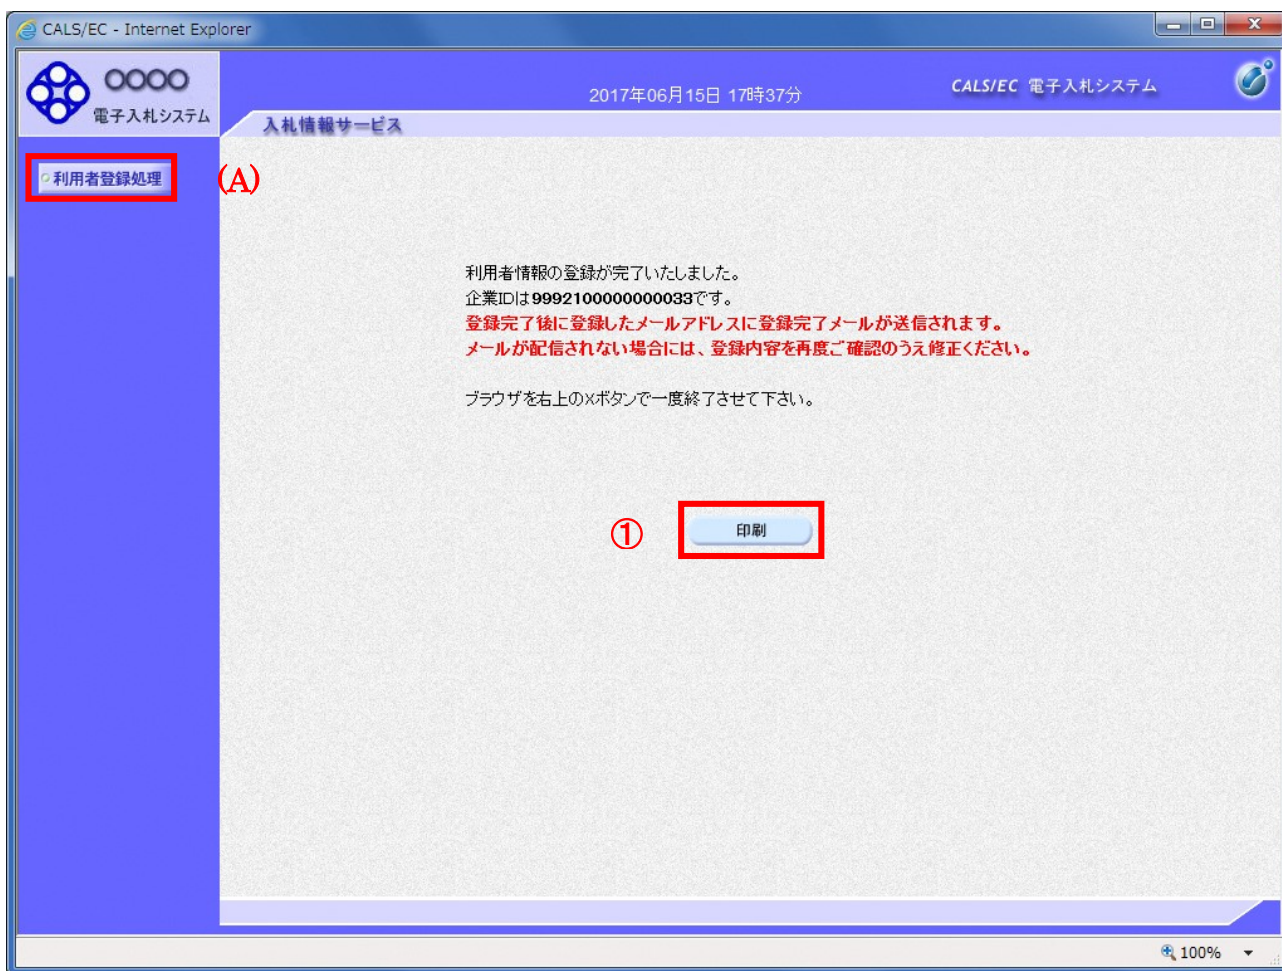 CALS/EC - Internet Explorer
○○○○
電子入札システム
2017年06月15日 17時37分
CALS/EC 電子入札システム
入札情報サービス
利用者登録処理
(A)
利用者情報の登録が完了いたしました。
企業IDは9992100000000033です。
登録完了後に登録したメールアドレスに登録完了メールが送信されます。
メールが配信されない場合には、登録内容を再度ご確認のうえ修正ください。
ブラウザを右上の×ボタンで一度終了させて下さい。
①
印刷
100%